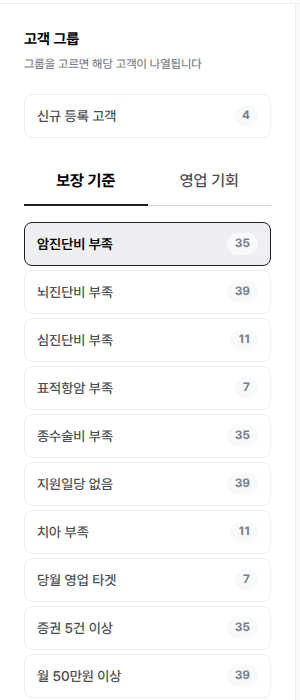 고객 그룹
그룹을 고르면 해당 고객이 나열됩니다
신규 등록 고객 4
보장 기준 영업 기회
암진단비 부족 35
뇌진단비 부족 39
심진단비 부족 11
표적항암 부족 7
종수술비 부족 35
지원일당 없음 39
치아 부족 11
당월 영업 타겟 7
증권 5건 이상 35
월 50만원 이상 39